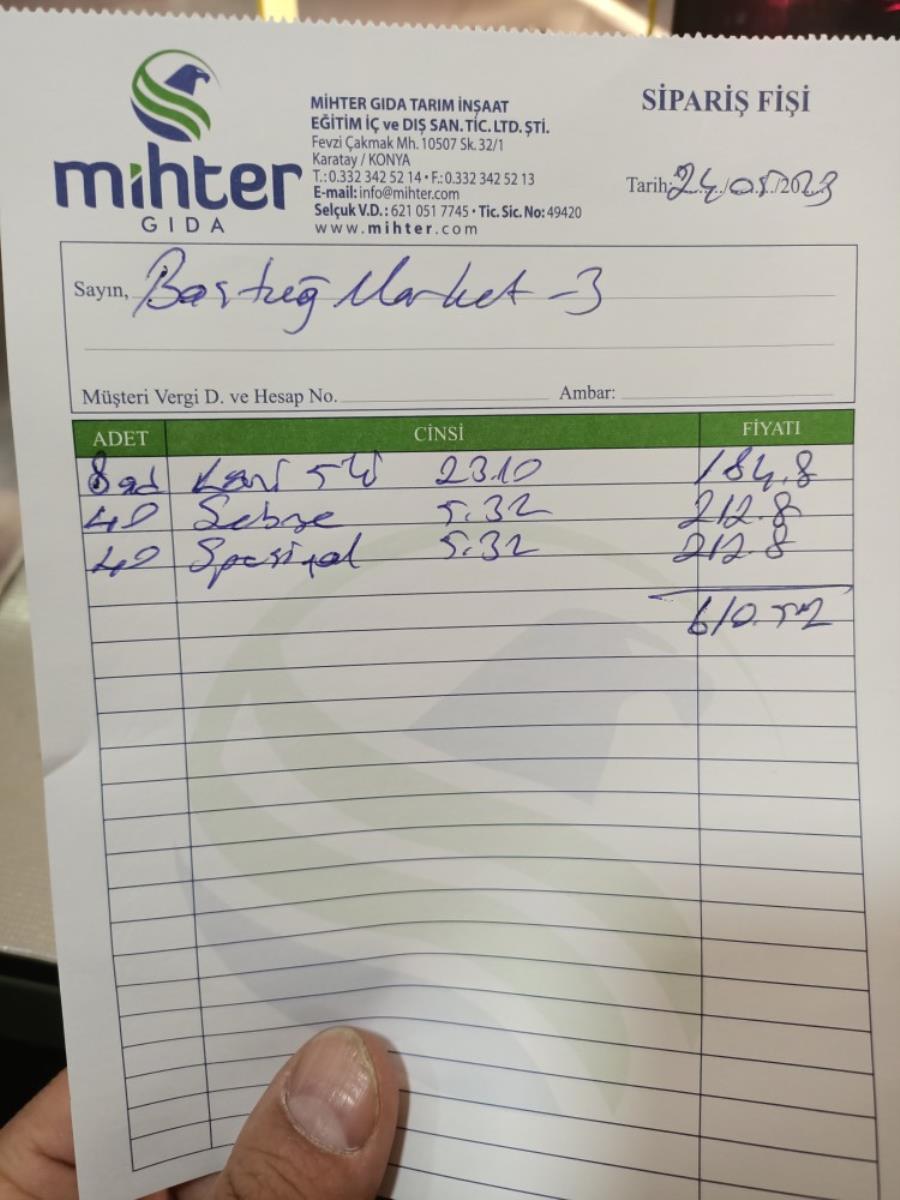 mihter
GIDA
MİHTER GIDA TARIM İNŞAAT
EĞİTİM İÇ ve DIŞ SAN. TİC. LTD. ŞTİ.
Fevzi Çakmak Mh. 10507 Sk. 32/1
Karatay / KONYA
T.: 0.332 342 52 14 • F.: 0.332 342 52 13
E-mail: info@mihter.com
Selçuk V.D. : 621 051 7745 • Tic. Sic. No: 49420
www.mihter.com
SİPARİŞ FİŞİ
Tarih: 24/05/2023
Sayın, Baştuğ Market -3
Müşteri Vergi D. ve Hesap No. Ambar:
ADET CİNSİ FİYATI
8 ad 23.10 184.8
40 Sebze 5.32 212.8
40 Spesiyal 5.32 212.8
610.52